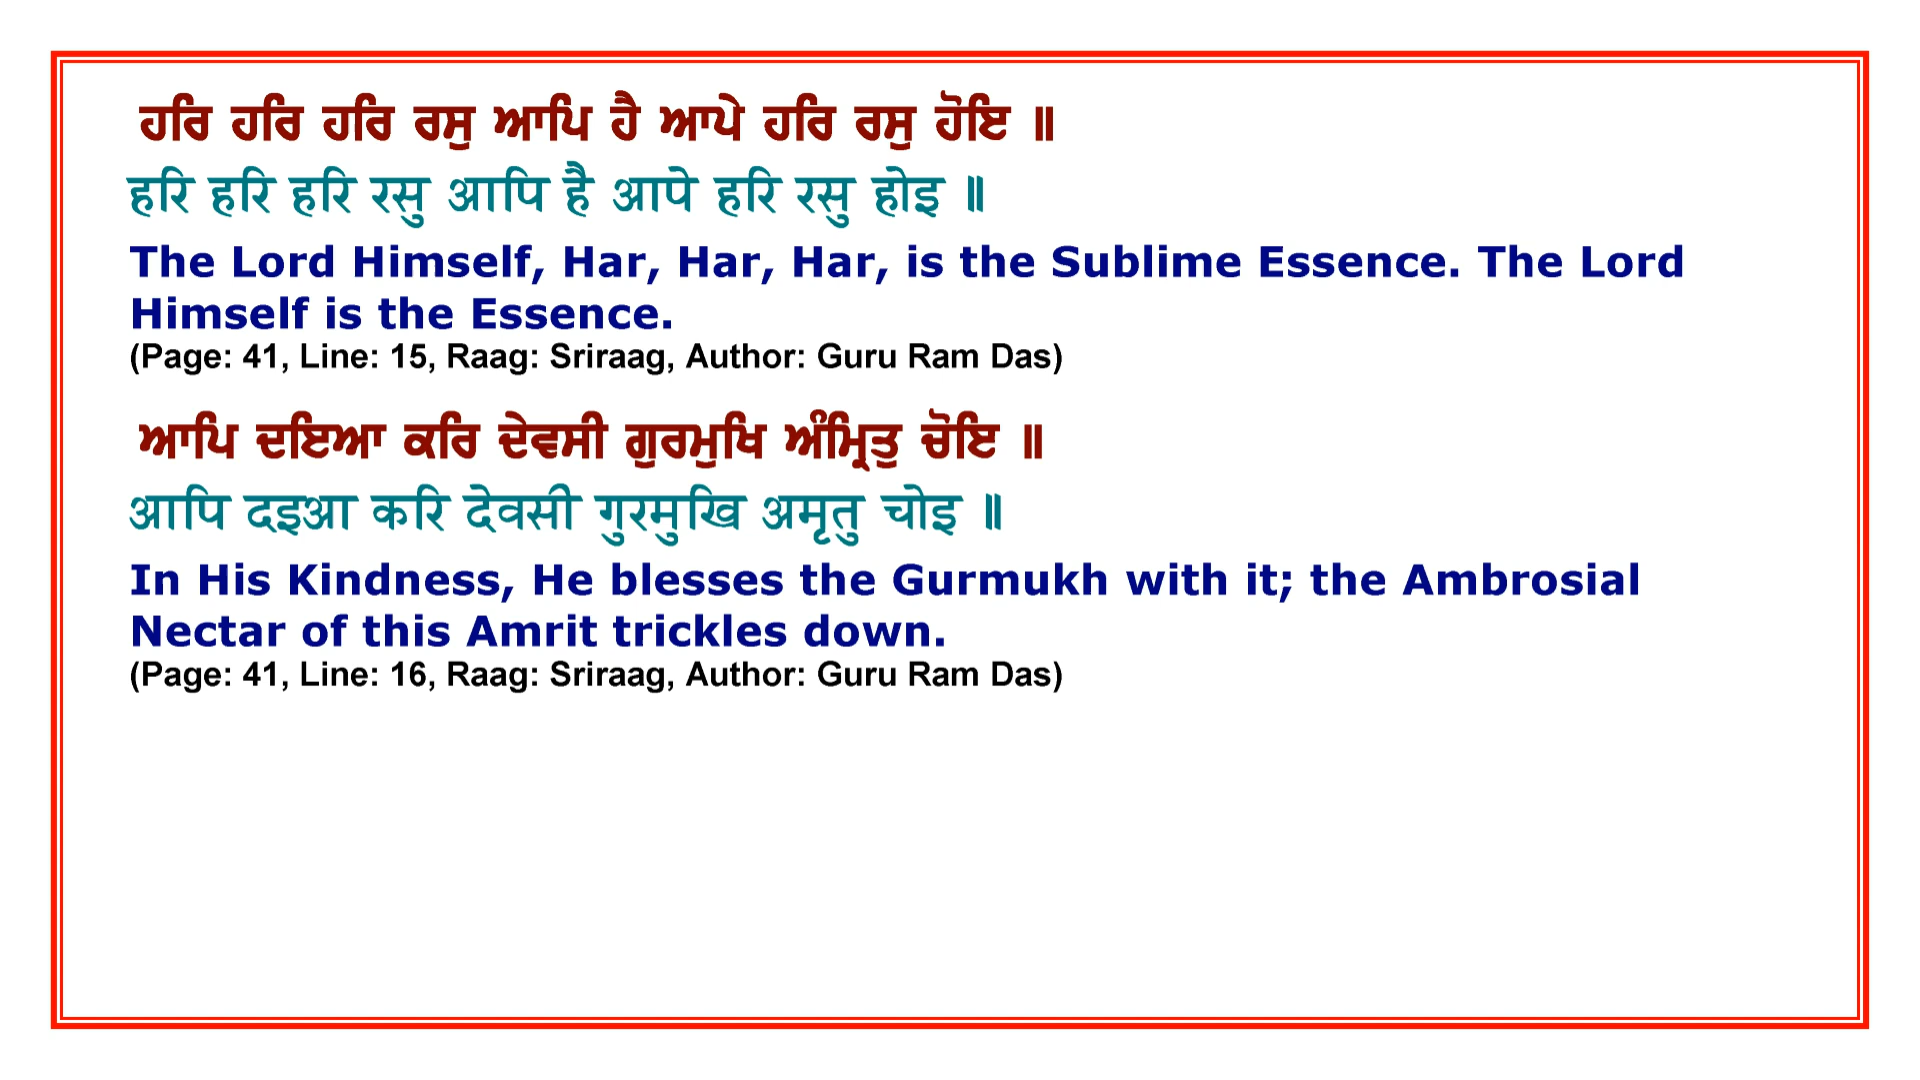 ਹਰਿ ਹਰਿ ਹਰਿ ਰਸੁ ਆਪਿ ਹੈ ਆਪੇ ਹਰਿ ਰਸੁ ਹੋਇ ॥
हरि हरि हरि रसु आपि है आपे हरि रसु होइ ॥
The Lord Himself, Har, Har, Har, is the Sublime Essence. The Lord
Himself is the Essence.
(Page: 41, Line: 15, Raag: Sriraag, Author: Guru Ram Das)
ਆਪਿ ਦਇਆ ਕਰਿ ਦੇਵਸੀ ਗੁਰਮੁਖਿ ਅੰਮ੍ਰਿਤੁ ਚੋਇ ॥
आपि दइआ करि देवसी गुरमुखि अमृतु चोइ ॥
In His Kindness, He blesses the Gurmukh with it; the Ambrosial
Nectar of this Amrit trickles down.
(Page: 41, Line: 16, Raag: Sriraag, Author: Guru Ram Das)